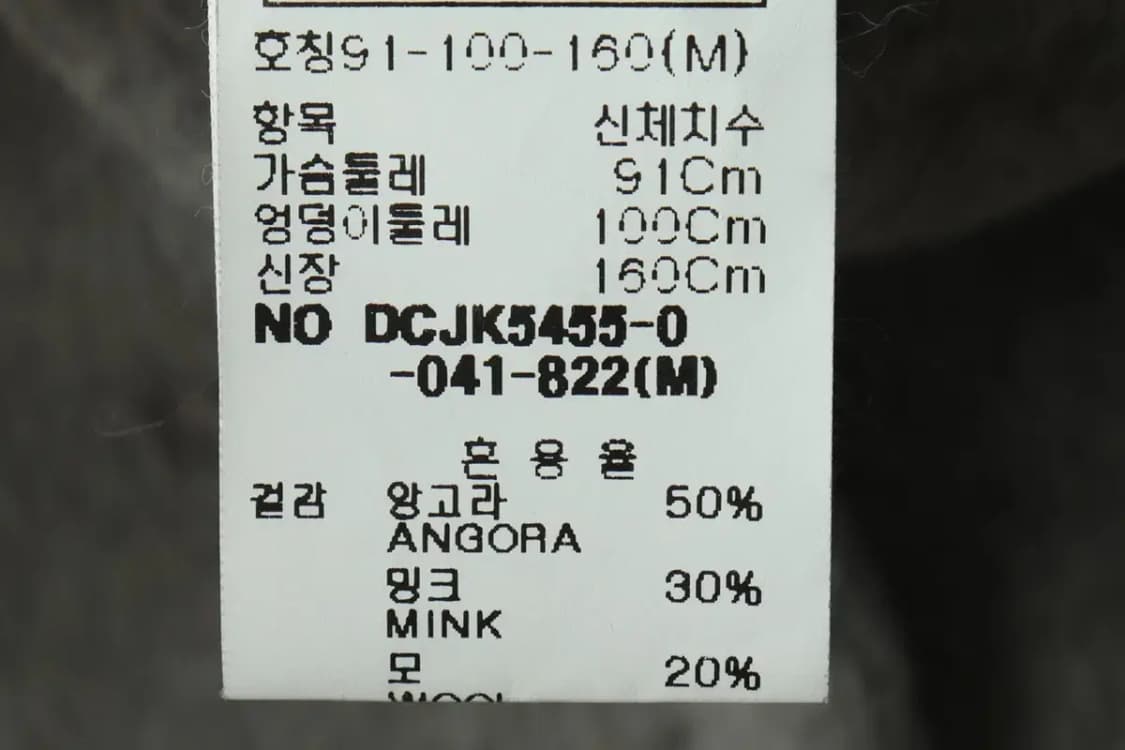 호칭91-100-160(M)
항목 신체치수
가슴둘레 91Cm
엉덩이둘레 100Cm
신장 160Cm
NO DCJK5455-0
-041-822(M)
혼 용 율
겉감 앙고라 50%
ANGORA
밍크 30%
MINK
모 20%
WOOL